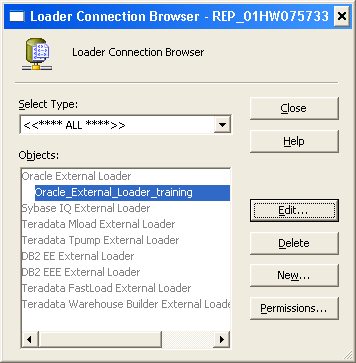 Loader Connection Browser - REP_01HW075733
Loader Connection Browser
Select Type:
<<**** ALL ****>>
Close
Help
Objects:
Oracle External Loader
Oracle_External_Loader_training
Sybase IQ External Loader
Teradata Mload External Loader
Teradata Tpump External Loader
DB2 EE External Loader
DB2 EEE External Loader
Teradata FastLoad External Loader
Teradata Warehouse Builder External Loade
Edit...
Delete
New...
Permissions...